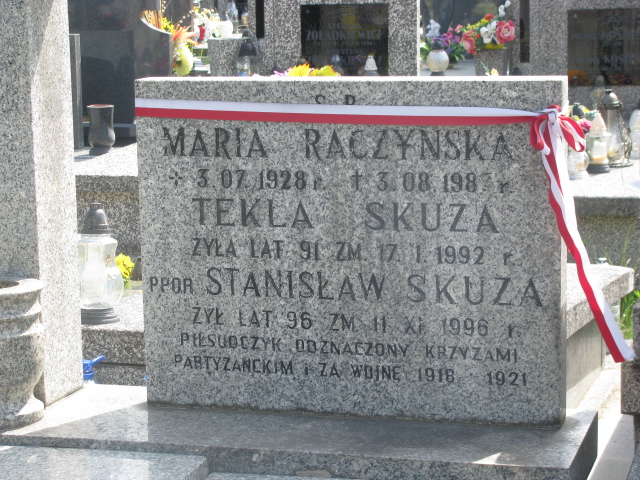 Ś P
MARIA RACZYŃSKA
3.07.1928 r. † 3.08.198 r.
TEKLA SKUZA
ŻYŁA LAT 91 ZM 17. I. 1992 r.
PPOR STANISŁAW SKUZA
ŻYŁ LAT 96 ZM 11 XI 1996 r.
PIŁSUDCZYK ODZNACZONY KRZYŻAMI
PARTYZANCKIM I ZA WOJNĘ 1918 1921